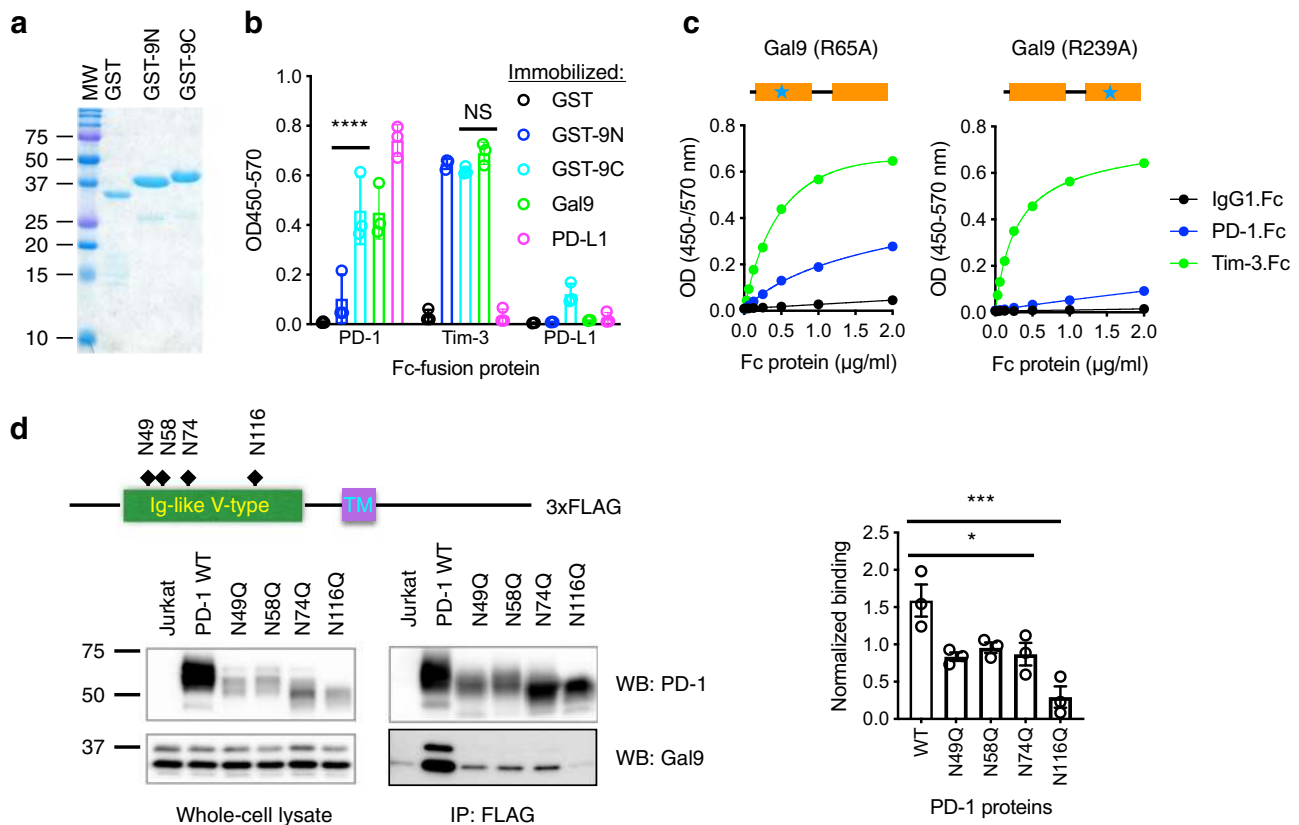 a
MW
GST
GST-9N
GST-9C
75
50
37
25
20
15
10
b
Immobilized:
GST
GST-9N
GST-9C
Gal9
PD-L1
****
NS
1.0
0.8
0.6
0.4
0.2
0.0
OD450-570
PD-1 Tim-3 PD-L1
Fc-fusion protein
c
Gal9 (R65A)
0.8
0.6
0.4
0.2
0.0
OD (450-/570 nm)
0.0 0.5 1.0 1.5 2.0
Fc protein (µg/ml)
Gal9 (R239A)
0.8
0.6
0.4
0.2
0.0
OD (450-570 nm)
0.0 0.5 1.0 1.5 2.0
Fc protein (µg/ml)
IgG1.Fc
PD-1.Fc
Tim-3.Fc
d
N49
N58
N74
N116
Ig-like V-type
TM
3xFLAG
Jurkat
PD-1 WT
N49Q
N58Q
N74Q
N116Q
Jurkat
PD-1 WT
N49Q
N58Q
N74Q
N116Q
75
50
37
WB: PD-1
WB: Gal9
Whole-cell lysate
IP: FLAG
***
*
2.5
2.0
1.5
1.0
0.5
0.0
Normalized binding
WT
N49Q
N58Q
N74Q
N116Q
PD-1 proteins